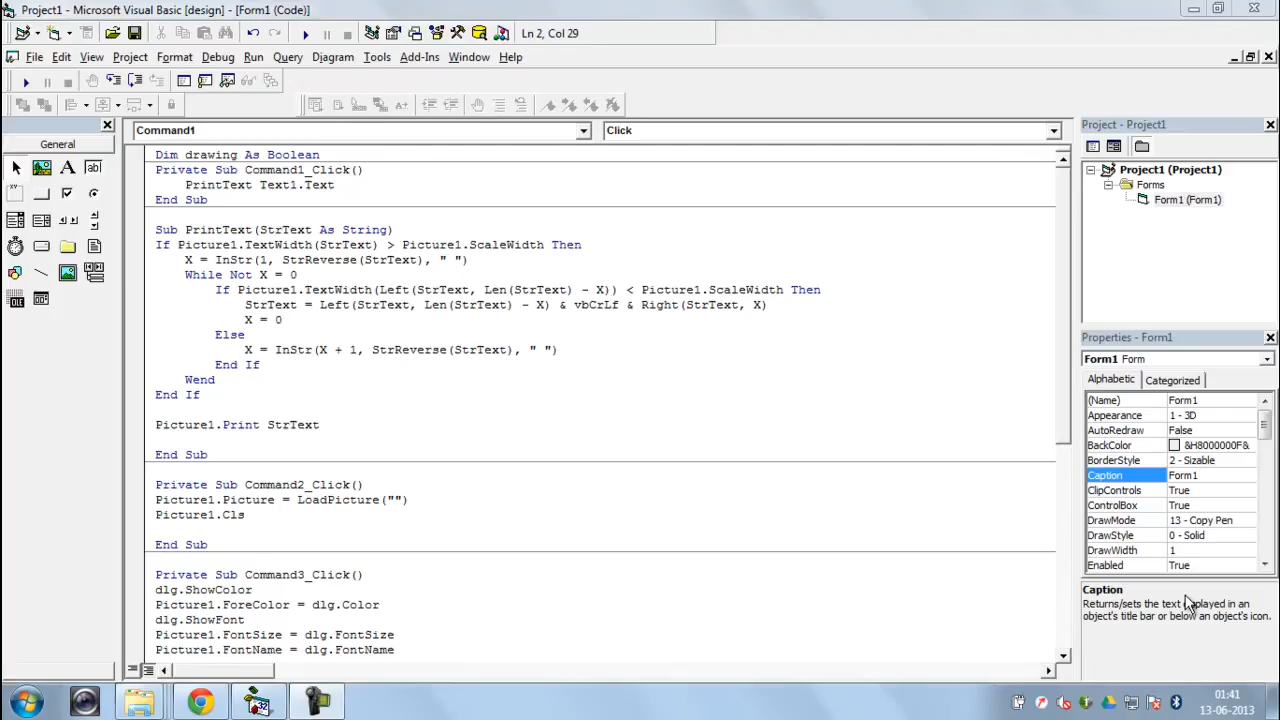 Project1 - Microsoft Visual Basic [design] - [Form1 (Code)]
Ln 2, Col 29
File Edit View Project Format Debug Run Query Diagram Tools Add-Ins Window Help
General
Command1
Click
Dim drawing As Boolean
Private Sub Command1_Click()
PrintText Text1.Text
End Sub
Sub PrintText(StrText As String)
If Picture1.TextWidth(StrText) > Picture1.ScaleWidth Then
X = InStr(1, StrReverse(StrText), " ")
While Not X = 0
If Picture1.TextWidth(Left(StrText, Len(StrText) - X)) < Picture1.ScaleWidth Then
StrText = Left(StrText, Len(StrText) - X) & vbCrLf & Right(StrText, X)
X = 0
Else
X = InStr(X + 1, StrReverse(StrText), " ")
End If
Wend
End If
Picture1.Print StrText
End Sub
Private Sub Command2_Click()
Picture1.Picture = LoadPicture("")
Picture1.Cls
End Sub
Private Sub Command3_Click()
dlg.ShowColor
Picture1.ForeColor = dlg.Color
dlg.ShowFont
Picture1.FontSize = dlg.FontSize
Picture1.FontName = dlg.FontName
Project - Project1
Project1 (Project1)
Forms
Form1 (Form1)
Properties - Form1
Form1 Form
Alphabetic Categorized
(Name) Form1
Appearance 1 - 3D
AutoRedraw False
BackColor &H8000000F&
BorderStyle 2 - Sizable
Caption Form1
ClipControls True
ControlBox True
DrawMode 13 - Copy Pen
DrawStyle 0 - Solid
DrawWidth 1
Enabled True
Caption
Returns/sets the text displayed in an
object's title bar or below an object's icon.
01:41
13-06-2013